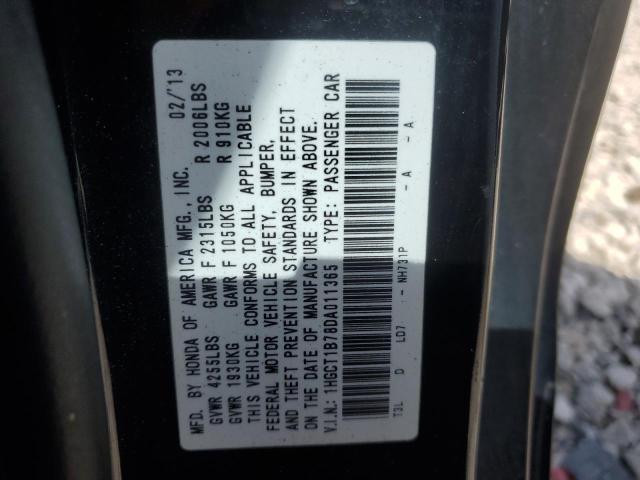 MFD. BY HONDA OF AMERICA MFG., INC. 02/'13
GVWR 4255LBS GAWR F 2315LBS R 2006LBS
GVWR 1930KG GAWR F 1050KG R 910KG
THIS VEHICLE CONFORMS TO ALL APPLICABLE
FEDERAL MOTOR VEHICLE SAFETY, BUMPER,
AND THEFT PREVENTION STANDARDS IN EFFECT
ON THE DATE OF MANUFACTURE SHOWN ABOVE.
V.I.N.: 1HGCT1B78DA011365 TYPE: PASSENGER CAR
T3L D LD7 NH731P - A - A